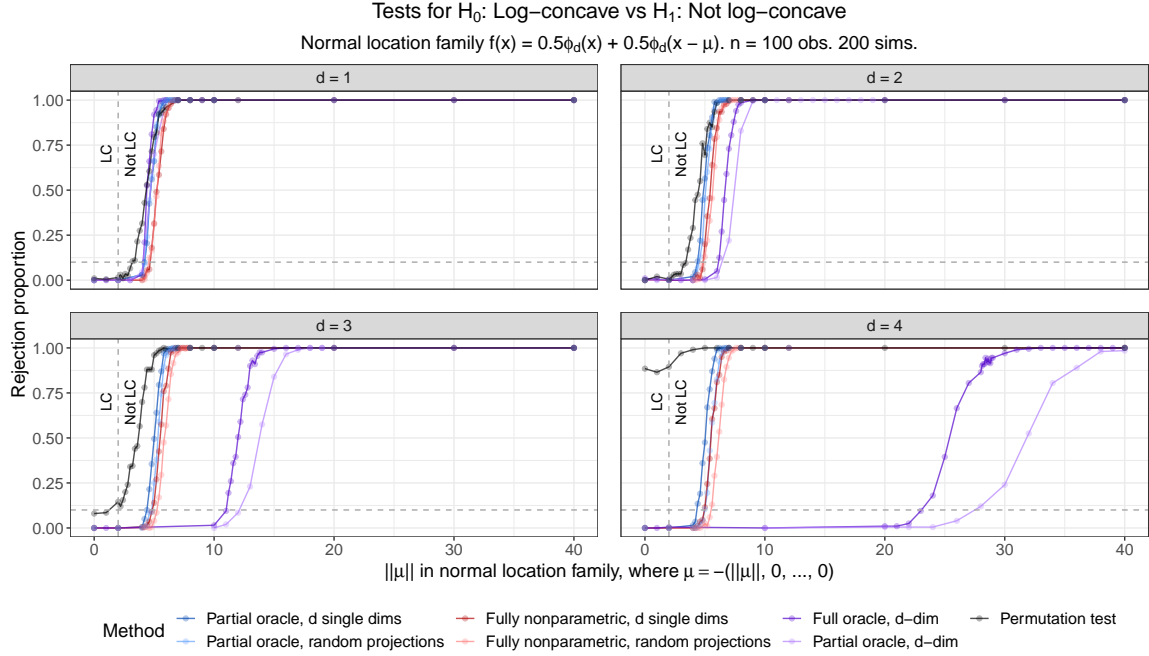 Tests for H₀: Log−concave vs H₁: Not log−concave
Normal location family f(x) = 0.5ϕd(x) + 0.5ϕd(x − μ). n = 100 obs. 200 sims.
d = 1
d = 2
1.00
0.75
0.50
0.25
0.00
LC
Not LC
LC
Not LC
d = 3
d = 4
1.00
0.75
0.50
0.25
0.00
LC
Not LC
LC
Not LC
0 10 20 30 40
0 10 20 30 40
Rejection proportion
||μ|| in normal location family, where μ = −(||μ||, 0, ..., 0)
Method
Partial oracle, d single dims
Partial oracle, random projections
Fully nonparametric, d single dims
Fully nonparametric, random projections
Full oracle, d−dim
Partial oracle, d−dim
Permutation test